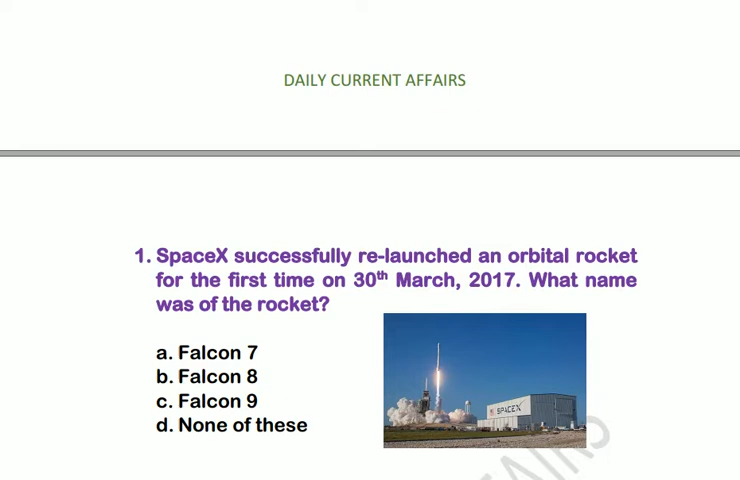 DAILY CURRENT AFFAIRS
1. SpaceX successfully re-launched an orbital rocket
for the first time on 30th March, 2017. What name
was of the rocket?
a. Falcon 7
b. Falcon 8
c. Falcon 9
d. None of these
SPACEX